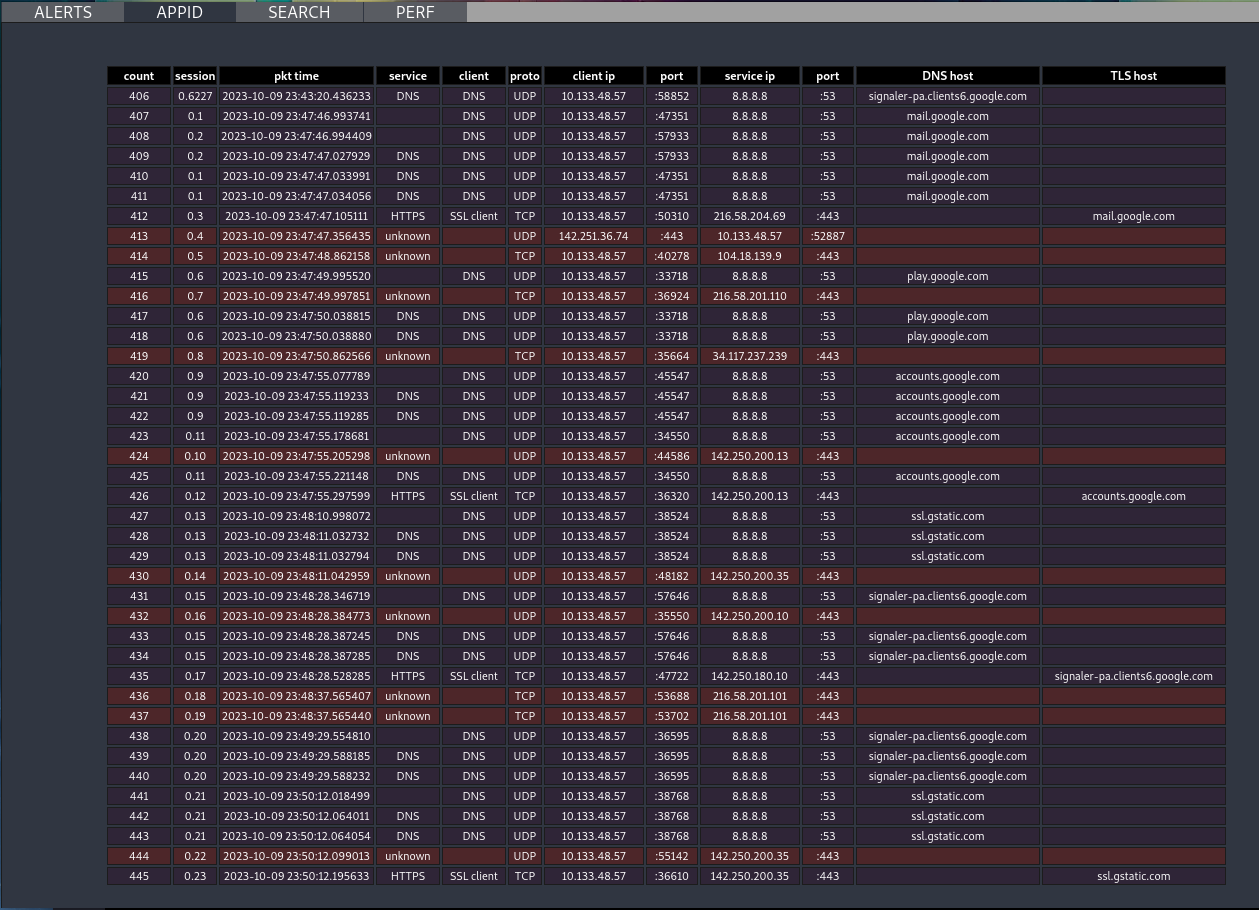 ALERTS APPID SEARCH PERF
count session pkt time service client proto client ip port service ip port DNS host TLS host
406 0.6227 2023-10-09 23:43:20.436233 DNS DNS UDP 10.133.48.57 :58852 8.8.8.8 :53 signaler-pa.clients6.google.com
407 0.1 2023-10-09 23:47:46.993741 DNS UDP 10.133.48.57 :47351 8.8.8.8 :53 mail.google.com
408 0.2 2023-10-09 23:47:46.994409 DNS UDP 10.133.48.57 :57933 8.8.8.8 :53 mail.google.com
409 0.2 2023-10-09 23:47:47.027929 DNS DNS UDP 10.133.48.57 :57933 8.8.8.8 :53 mail.google.com
410 0.1 2023-10-09 23:47:47.033991 DNS DNS UDP 10.133.48.57 :47351 8.8.8.8 :53 mail.google.com
411 0.1 2023-10-09 23:47:47.034056 DNS DNS UDP 10.133.48.57 :47351 8.8.8.8 :53 mail.google.com
412 0.3 2023-10-09 23:47:47.105111 HTTPS SSL client TCP 10.133.48.57 :50310 216.58.204.69 :443 mail.google.com
413 0.4 2023-10-09 23:47:47.356435 unknown UDP 142.251.36.74 :443 10.133.48.57 :52887
414 0.5 2023-10-09 23:47:48.862158 unknown TCP 10.133.48.57 :40278 104.18.139.9 :443
415 0.6 2023-10-09 23:47:49.995520 DNS UDP 10.133.48.57 :33718 8.8.8.8 :53 play.google.com
416 0.7 2023-10-09 23:47:49.997851 unknown TCP 10.133.48.57 :36924 216.58.201.110 :443
417 0.6 2023-10-09 23:47:50.038815 DNS DNS UDP 10.133.48.57 :33718 8.8.8.8 :53 play.google.com
418 0.6 2023-10-09 23:47:50.038880 DNS DNS UDP 10.133.48.57 :33718 8.8.8.8 :53 play.google.com
419 0.8 2023-10-09 23:47:50.862566 unknown TCP 10.133.48.57 :35664 34.117.237.239 :443
420 0.9 2023-10-09 23:47:55.077789 DNS UDP 10.133.48.57 :45547 8.8.8.8 :53 accounts.google.com
421 0.9 2023-10-09 23:47:55.119233 DNS DNS UDP 10.133.48.57 :45547 8.8.8.8 :53 accounts.google.com
422 0.9 2023-10-09 23:47:55.119285 DNS DNS UDP 10.133.48.57 :45547 8.8.8.8 :53 accounts.google.com
423 0.11 2023-10-09 23:47:55.178681 DNS UDP 10.133.48.57 :34550 8.8.8.8 :53 accounts.google.com
424 0.10 2023-10-09 23:47:55.205298 unknown UDP 10.133.48.57 :44586 142.250.200.13 :443
425 0.11 2023-10-09 23:47:55.221148 DNS DNS UDP 10.133.48.57 :34550 8.8.8.8 :53 accounts.google.com
426 0.12 2023-10-09 23:47:55.297599 HTTPS SSL client TCP 10.133.48.57 :36320 142.250.200.13 :443 accounts.google.com
427 0.13 2023-10-09 23:48:10.998072 DNS UDP 10.133.48.57 :38524 8.8.8.8 :53 ssl.gstatic.com
428 0.13 2023-10-09 23:48:11.032732 DNS DNS UDP 10.133.48.57 :38524 8.8.8.8 :53 ssl.gstatic.com
429 0.13 2023-10-09 23:48:11.032794 DNS DNS UDP 10.133.48.57 :38524 8.8.8.8 :53 ssl.gstatic.com
430 0.14 2023-10-09 23:48:11.042959 unknown UDP 10.133.48.57 :48182 142.250.200.35 :443
431 0.15 2023-10-09 23:48:28.346719 DNS UDP 10.133.48.57 :57646 8.8.8.8 :53 signaler-pa.clients6.google.com
432 0.16 2023-10-09 23:48:28.384773 unknown UDP 10.133.48.57 :35550 142.250.200.10 :443
433 0.15 2023-10-09 23:48:28.387245 DNS DNS UDP 10.133.48.57 :57646 8.8.8.8 :53 signaler-pa.clients6.google.com
434 0.15 2023-10-09 23:48:28.387285 DNS DNS UDP 10.133.48.57 :57646 8.8.8.8 :53 signaler-pa.clients6.google.com
435 0.17 2023-10-09 23:48:28.528285 HTTPS SSL client TCP 10.133.48.57 :47722 142.250.180.10 :443 signaler-pa.clients6.google.com
436 0.18 2023-10-09 23:48:37.565407 unknown TCP 10.133.48.57 :53688 216.58.201.101 :443
437 0.19 2023-10-09 23:48:37.565440 unknown TCP 10.133.48.57 :53702 216.58.201.101 :443
438 0.20 2023-10-09 23:49:29.554810 DNS UDP 10.133.48.57 :36595 8.8.8.8 :53 signaler-pa.clients6.google.com
439 0.20 2023-10-09 23:49:29.588185 DNS DNS UDP 10.133.48.57 :36595 8.8.8.8 :53 signaler-pa.clients6.google.com
440 0.20 2023-10-09 23:49:29.588232 DNS DNS UDP 10.133.48.57 :36595 8.8.8.8 :53 signaler-pa.clients6.google.com
441 0.21 2023-10-09 23:50:12.018499 DNS UDP 10.133.48.57 :38768 8.8.8.8 :53 ssl.gstatic.com
442 0.21 2023-10-09 23:50:12.064011 DNS DNS UDP 10.133.48.57 :38768 8.8.8.8 :53 ssl.gstatic.com
443 0.21 2023-10-09 23:50:12.064054 DNS DNS UDP 10.133.48.57 :38768 8.8.8.8 :53 ssl.gstatic.com
444 0.22 2023-10-09 23:50:12.099013 unknown UDP 10.133.48.57 :55142 142.250.200.35 :443
445 0.23 2023-10-09 23:50:12.195633 HTTPS SSL client TCP 10.133.48.57 :36610 142.250.200.35 :443 ssl.gstatic.com